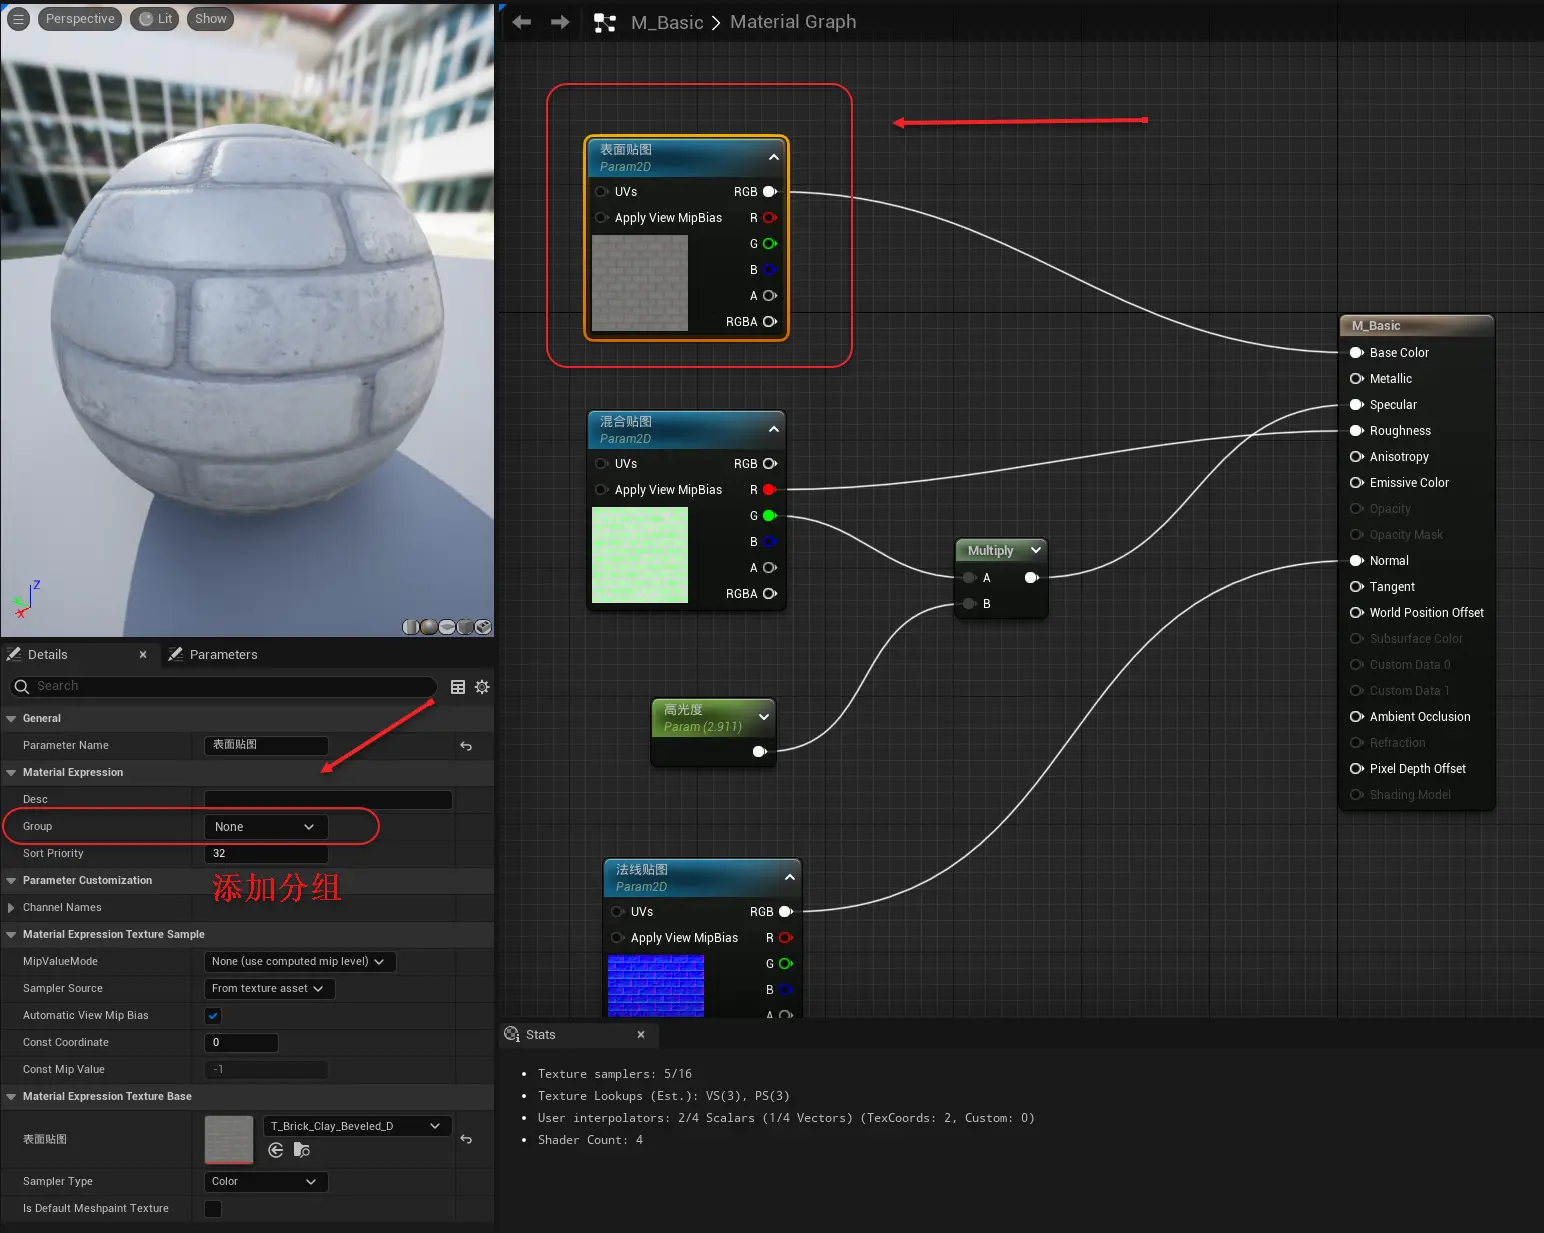 Perspective
Lit
Show
M_Basic > Material Graph
表面贴图
Param2D
UVs
RGB
Apply View MipBias
R
G
B
A
RGBA
混合贴图
Param2D
UVs
RGB
Apply View MipBias
R
G
B
A
RGBA
Multiply
A
B
高光度
Param (2.911)
法线贴图
Param2D
UVs
RGB
Apply View MipBias
R
G
B
A
M_Basic
Base Color
Metallic
Specular
Roughness
Anisotropy
Emissive Color
Opacity
Opacity Mask
Normal
Tangent
World Position Offset
Subsurface Color
Custom Data 0
Custom Data 1
Ambient Occlusion
Refraction
Pixel Depth Offset
Shading Model
Z
X
Details
Parameters
Search
General
Parameter Name
表面贴图
Material Expression
Desc
Group
None
Sort Priority
32
Parameter Customization
添加分组
Channel Names
Material Expression Texture Sample
MipValueMode
None (use computed mip level)
Sampler Source
From texture asset
Automatic View Mip Bias
Const Coordinate
0
Const Mip Value
-1
Material Expression Texture Base
表面贴图
T_Brick_Clay_Beveled_D
Sampler Type
Color
Is Default Meshpaint Texture
Stats
Texture samplers: 5/16
Texture Lookups (Est.): VS(3), PS(3)
User interpolators: 2/4 Scalars (1/4 Vectors) (TexCoords: 2, Custom: 0)
Shader Count: 4